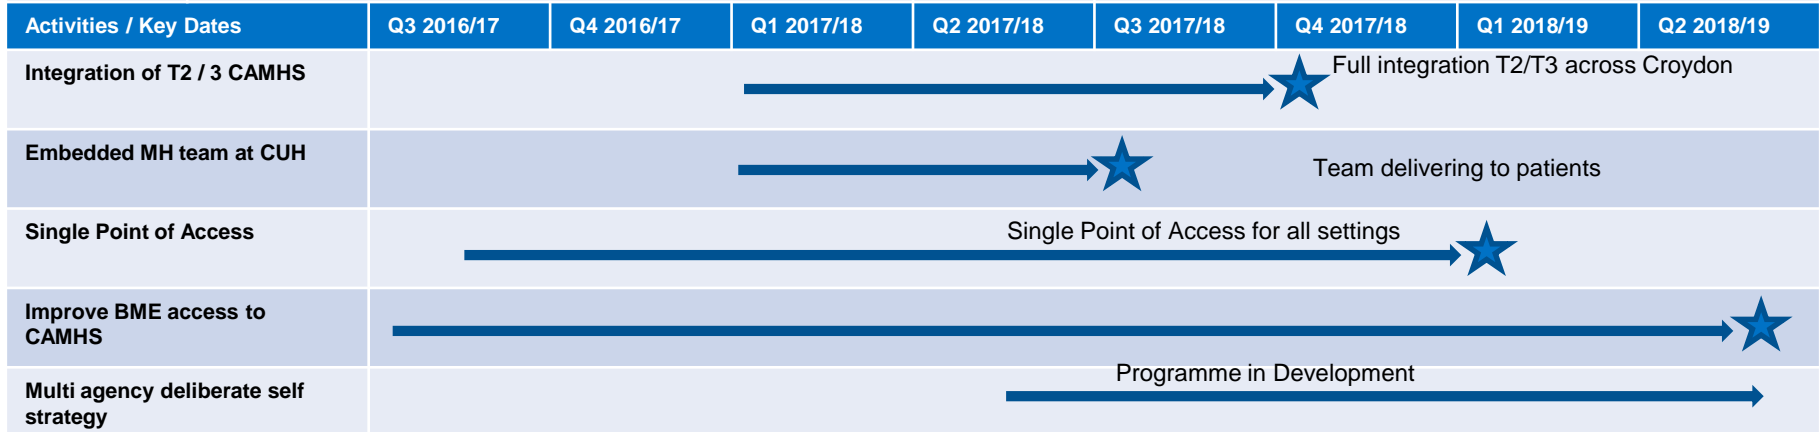 Activities / Key Dates Q3 2016/17 Q4 2016/17 Q1 2017/18 Q2 2017/18 Q3 2017/18 Q4 2017/18 Q1 2018/19 Q2 2018/19
Integration of T2 / 3 CAMHS
Full integration T2/T3 across Croydon
Embedded MH team at CUH
Team delivering to patients
Single Point of Access
Single Point of Access for all settings
Improve BME access to
CAMHS
Programme in Development
Multi agency deliberate self
strategy